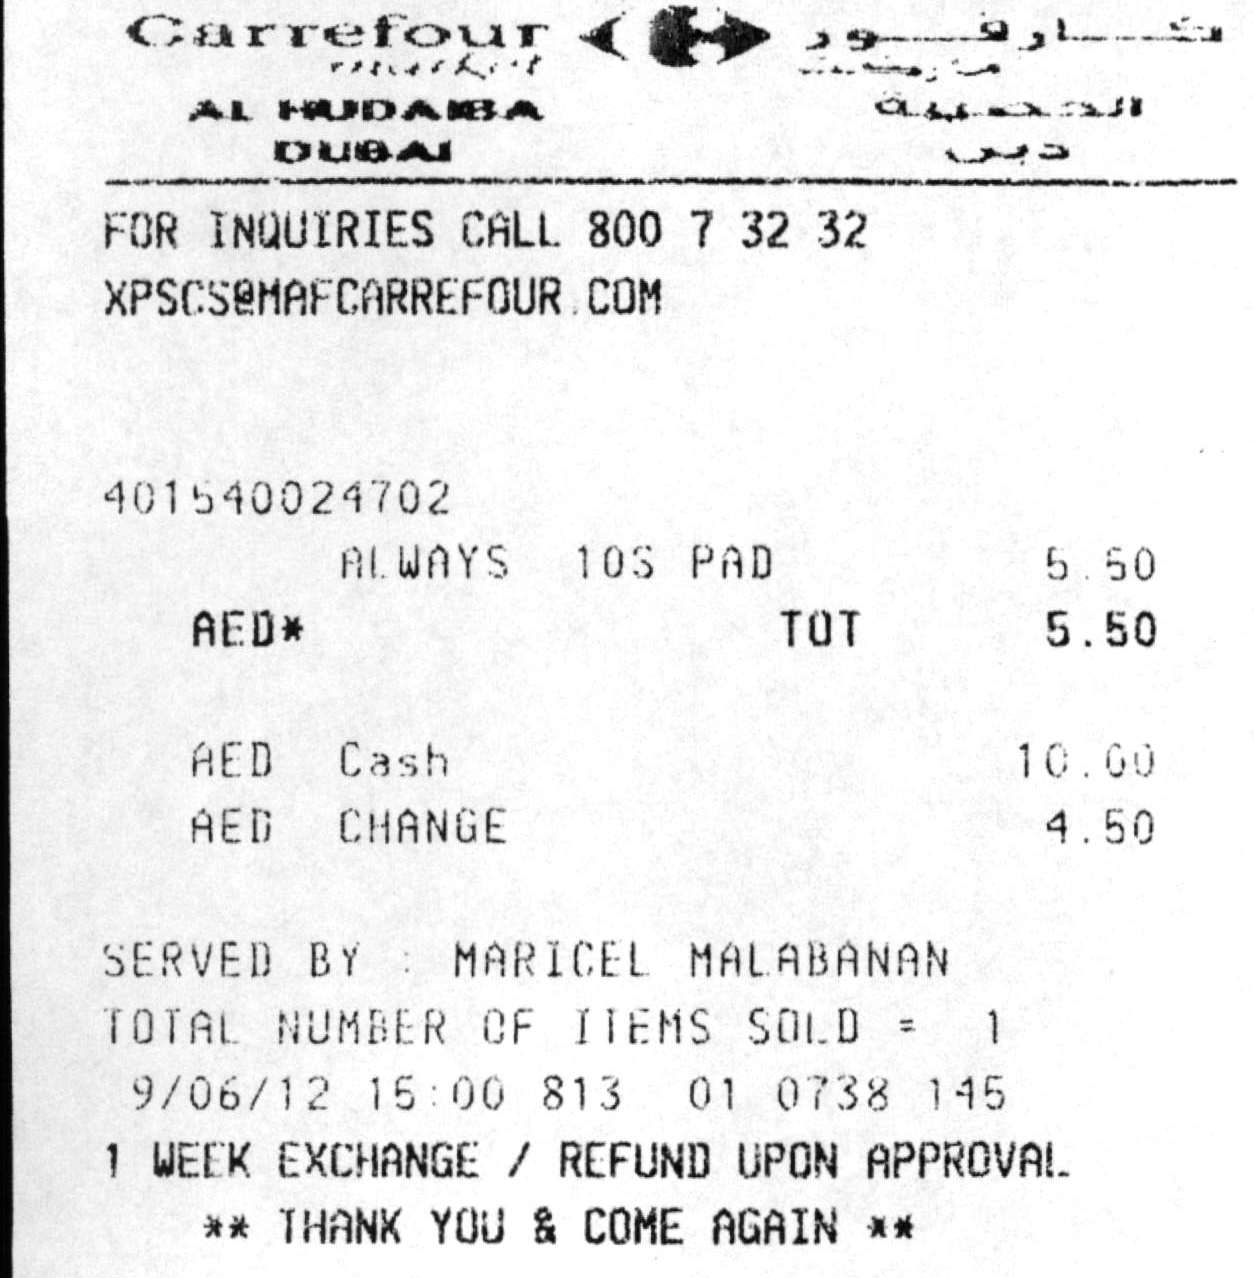 Carrefour كارفور
market ماركت
AL HUDAIBA الحضيبة
DUBAI دبي
FOR INQUIRIES CALL 800 7 32 32
XPSCS@MAFCARREFOUR.COM
401540024702
ALWAYS 10S PAD 5.50
AED* TOT 5.50
AED Cash 10.00
AED CHANGE 4.50
SERVED BY : MARICEL MALABANAN
TOTAL NUMBER OF ITEMS SOLD = 1
9/06/12 15:00 813 01 0738 145
1 WEEK EXCHANGE / REFUND UPON APPROVAL
** THANK YOU & COME AGAIN **